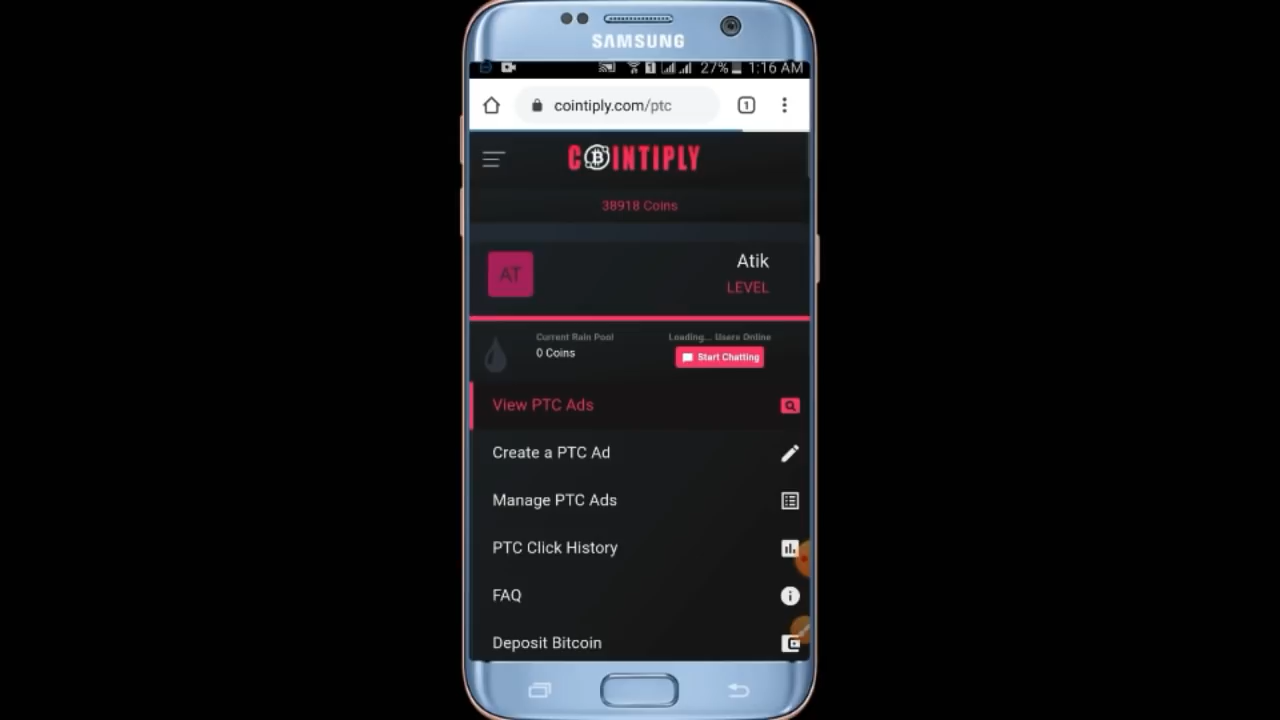 SAMSUNG
27% 1:16 AM
cointiply.com/ptc
1
COINTIPLY
38918 Coins
AT
Atik
LEVEL
Current Rain Pool
Loading... Users Online
0 Coins
Start Chatting
View PTC Ads
Create a PTC Ad
Manage PTC Ads
PTC Click History
FAQ
Deposit Bitcoin